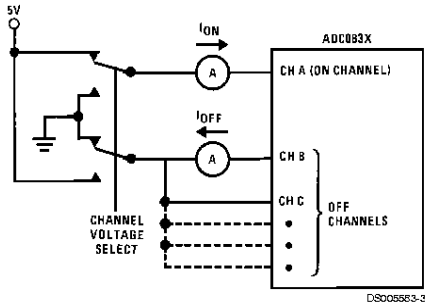 5V
ION
ADC083X
A
CH A (ON CHANNEL)
IOFF
A
CH B
CH C
OFF
CHANNELS
CHANNEL
VOLTAGE
SELECT
DS005583-3